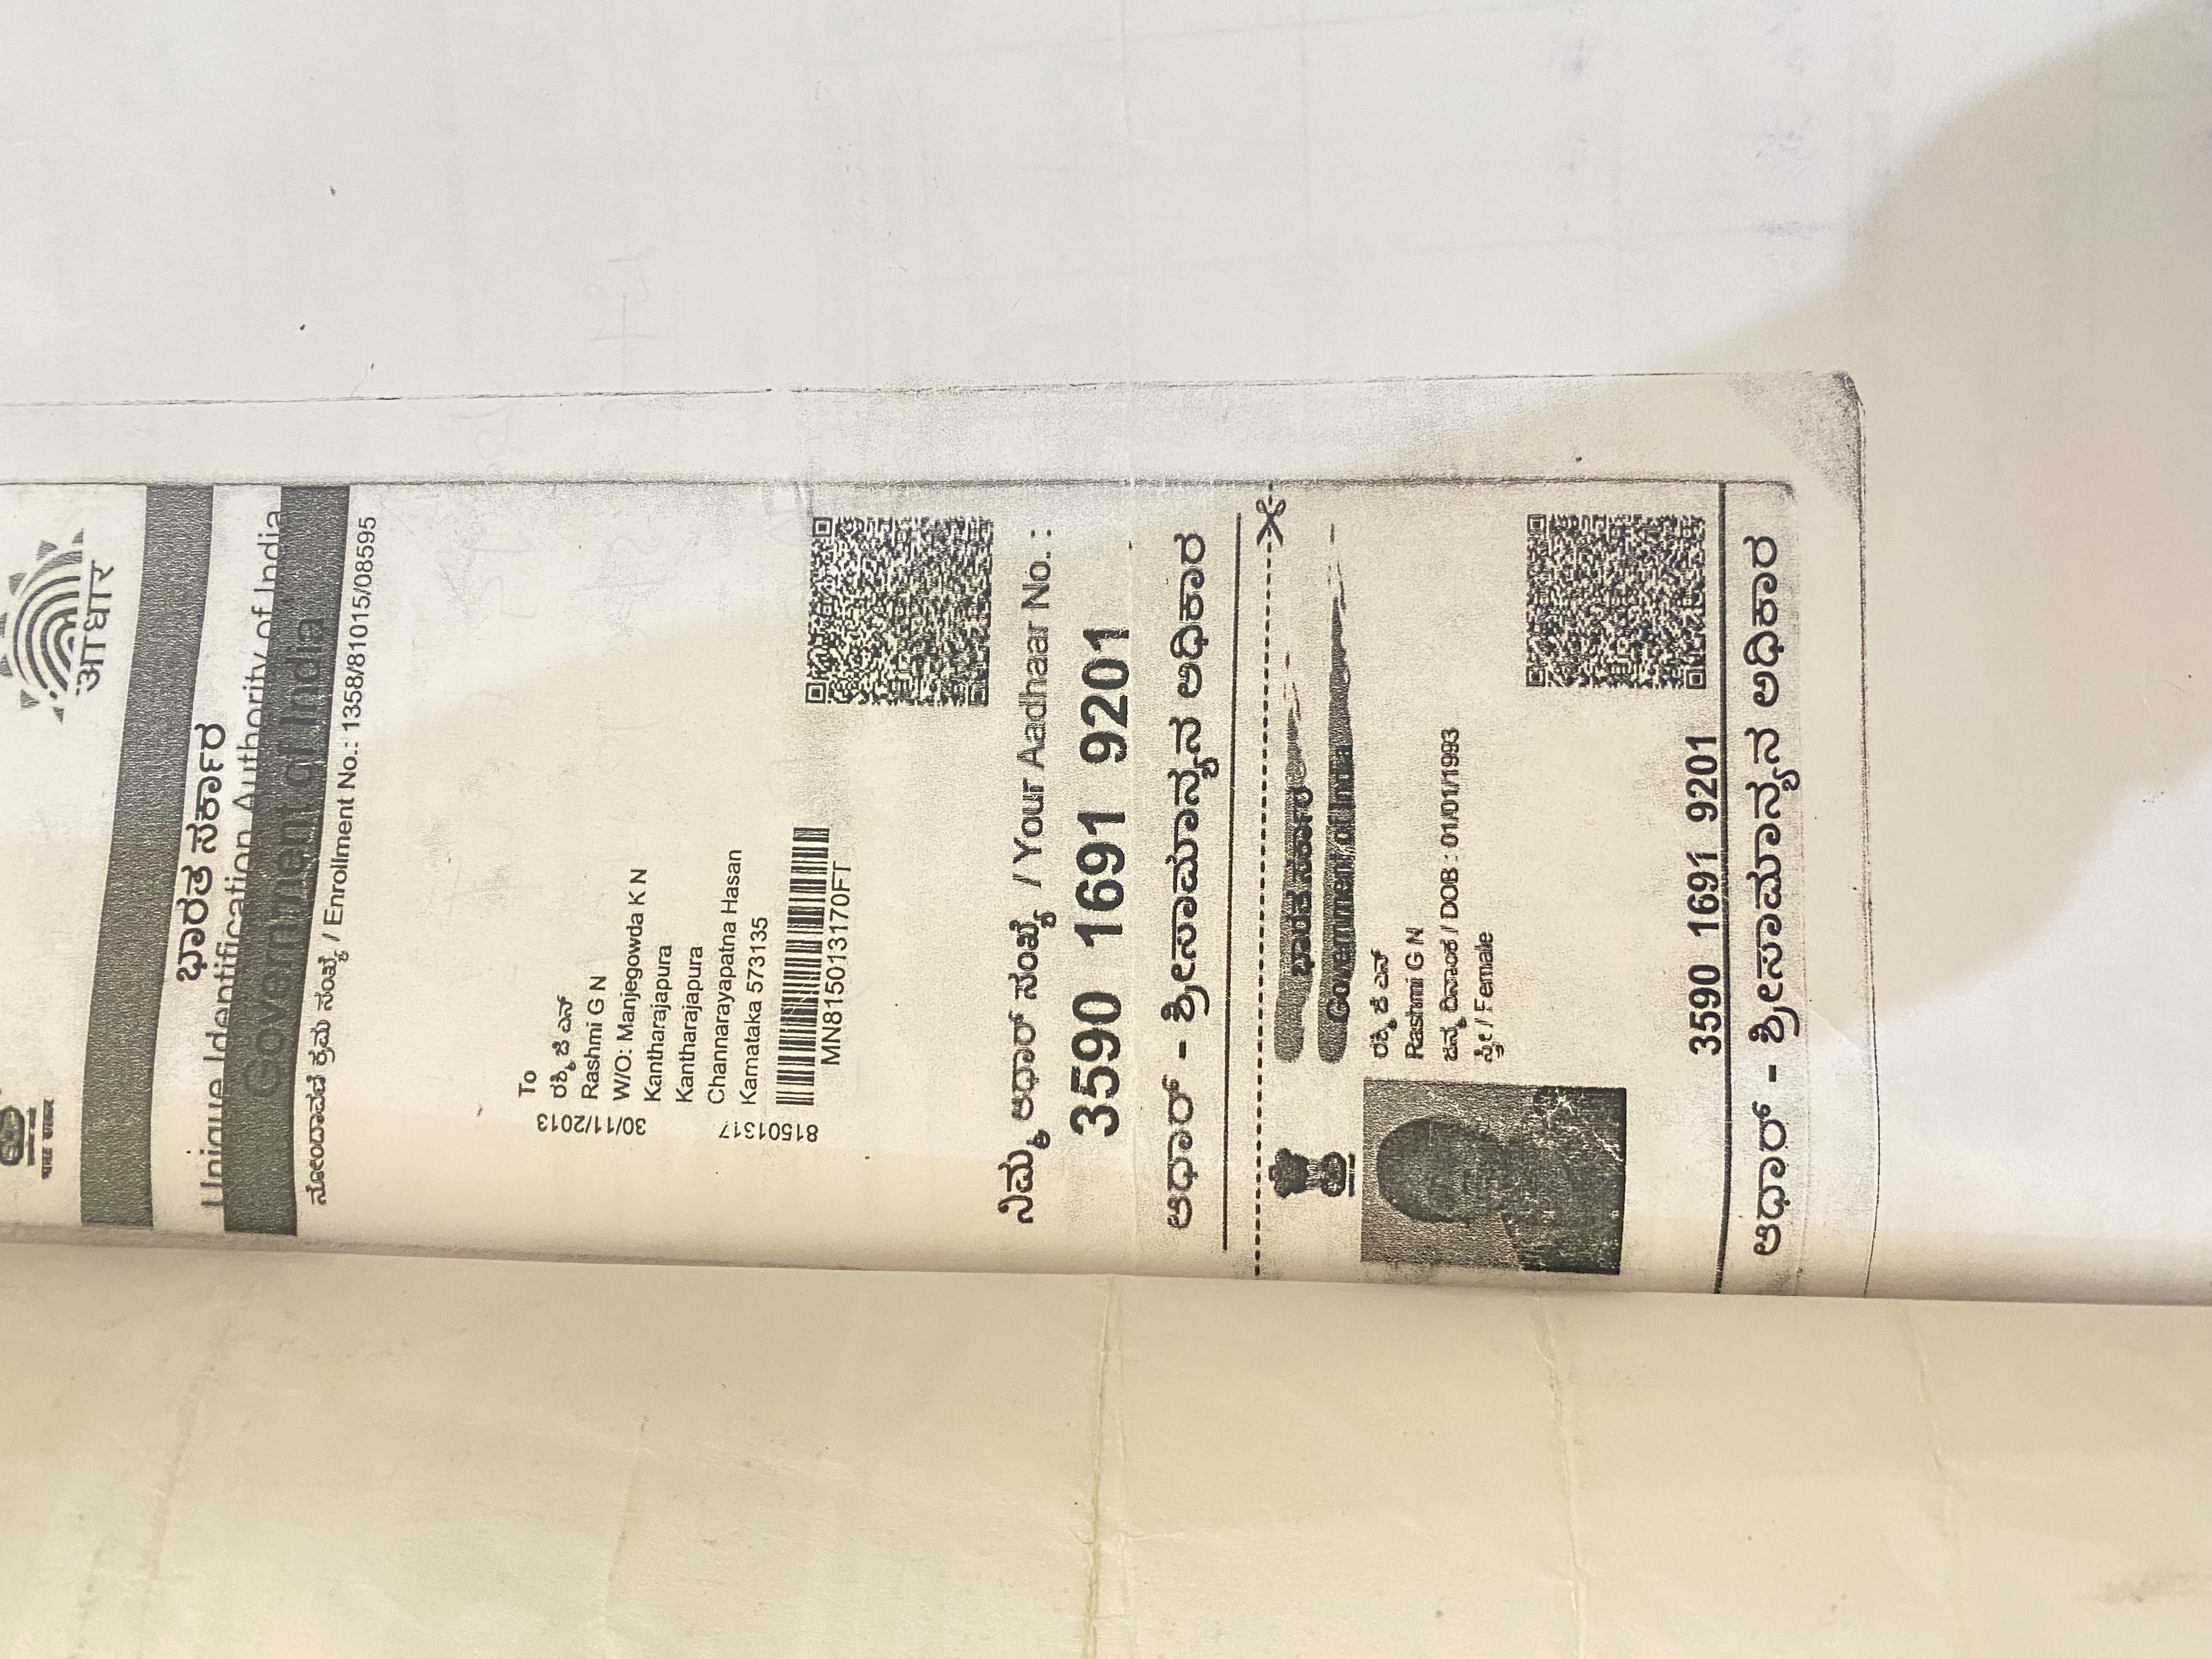 आधार
ಭಾರತ ಸರ್ಕಾರ
Unique Identification Authority of India
Government of India
ನೋಂದಾವಣೆ ಕ್ರಮ ಸಂಖ್ಯೆ / Enrollment No.: 1358/81015/08595
To
ರಶ್ಮಿ ಜಿ ಎನ್
Rashmi G N
W/O: Manjegowda K N
Kantharajapura
Kantharajapura
Channarayapatna Hasan
Karnataka 573135
30/11/2013
81501317
MN815013170FT
ನಿಮ್ಮ ಆಧಾರ್ ಸಂಖ್ಯೆ / Your Aadhaar No. :
3590 1691 9201
ಆಧಾರ್ - ಶ್ರೀಸಾಮಾನ್ಯನ ಅಧಿಕಾರ
ಭಾರತ ಸರ್ಕಾರ
Government of India
ರಶ್ಮಿ ಜಿ ಎನ್
Rashmi G N
ಜನ್ಮ ದಿನಾಂಕ / DOB : 01/01/1993
ಸ್ತ್ರೀ / Female
3590 1691 9201
ಆಧಾರ್ - ಶ್ರೀಸಾಮಾನ್ಯನ ಅಧಿಕಾರ